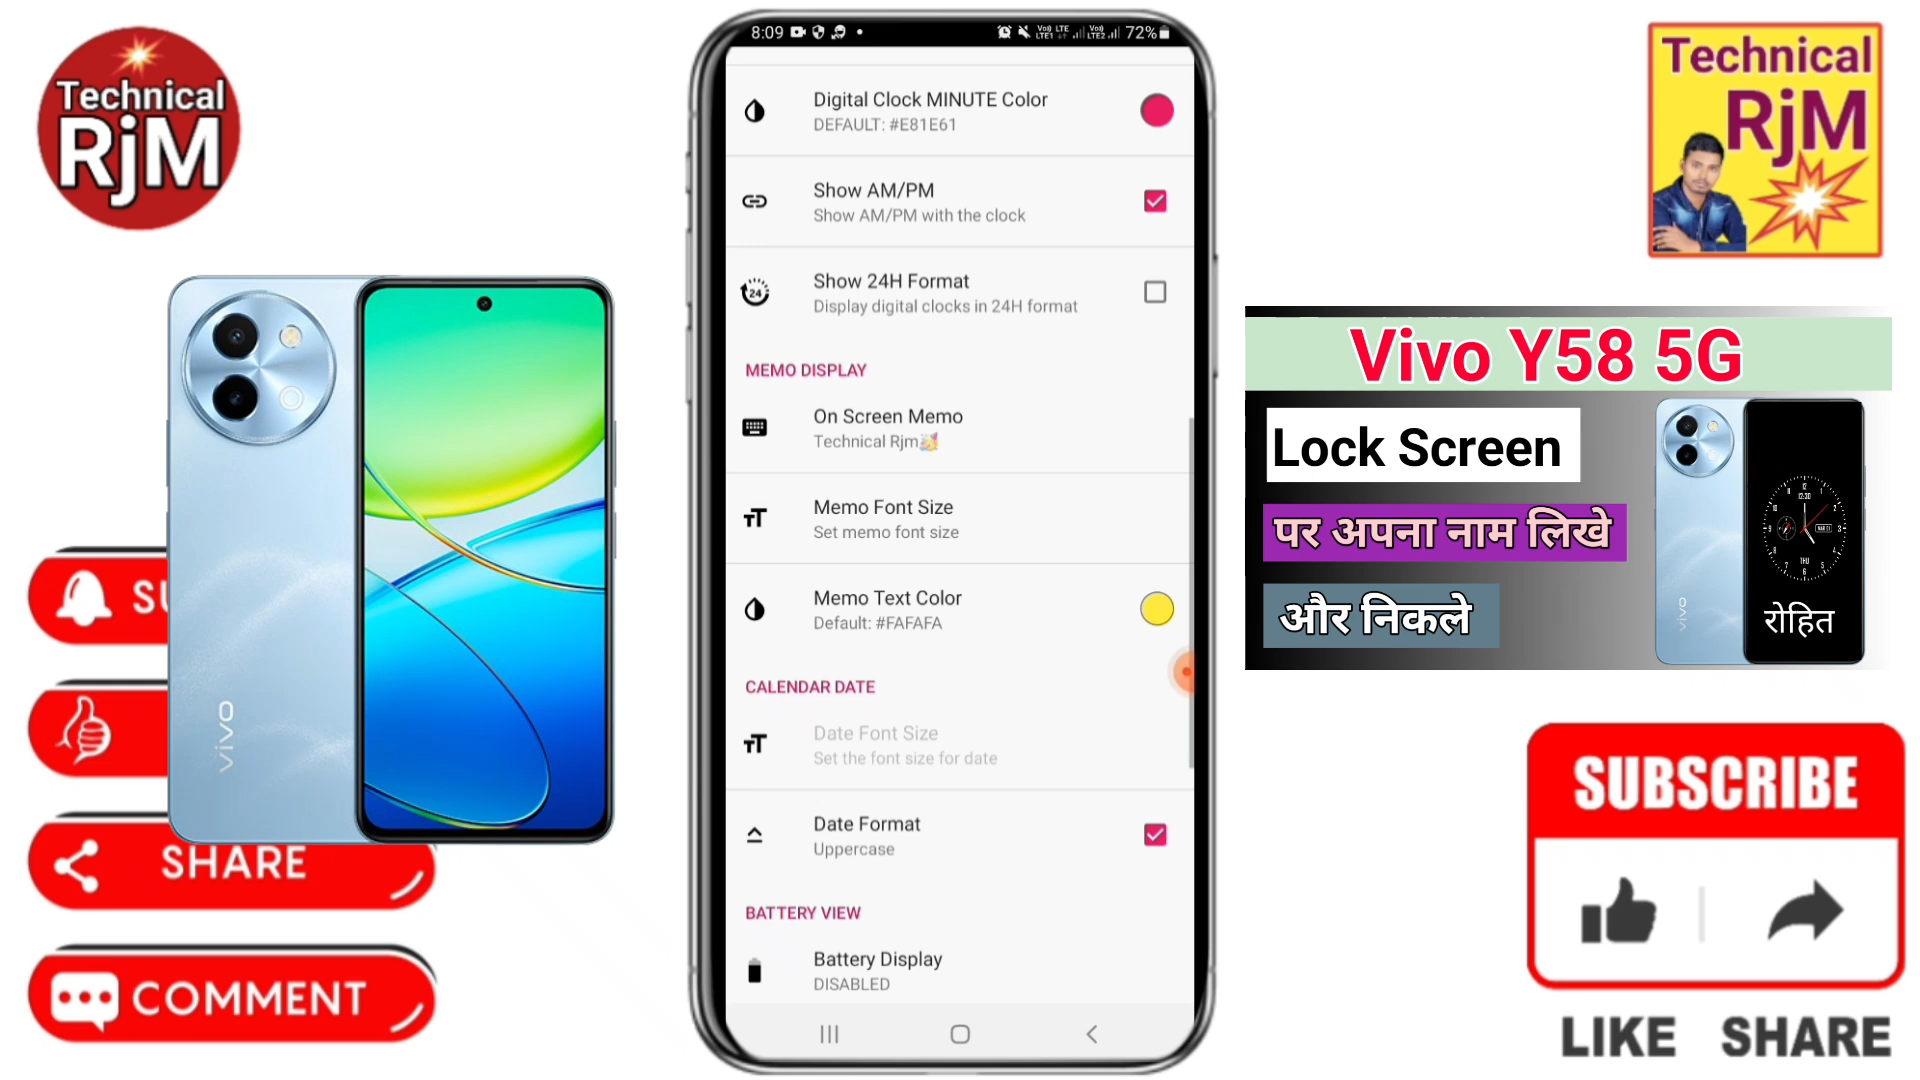 Technical
RjM
SU
SHARE
COMMENT
vivo
8:09
72%
Digital Clock MINUTE Color
DEFAULT: #E81E61
Show AM/PM
Show AM/PM with the clock
24
Show 24H Format
Display digital clocks in 24H format
MEMO DISPLAY
On Screen Memo
Technical Rjm🎉
Memo Font Size
Set memo font size
Memo Text Color
Default: #FAFAFA
CALENDAR DATE
Date Font Size
Set the font size for date
Date Format
Uppercase
BATTERY VIEW
Battery Display
DISABLED
Technical
RjM
Vivo Y58 5G
Lock Screen
पर अपना नाम लिखे
और निकले
vivo
रोहित
SUBSCRIBE
LIKE SHARE